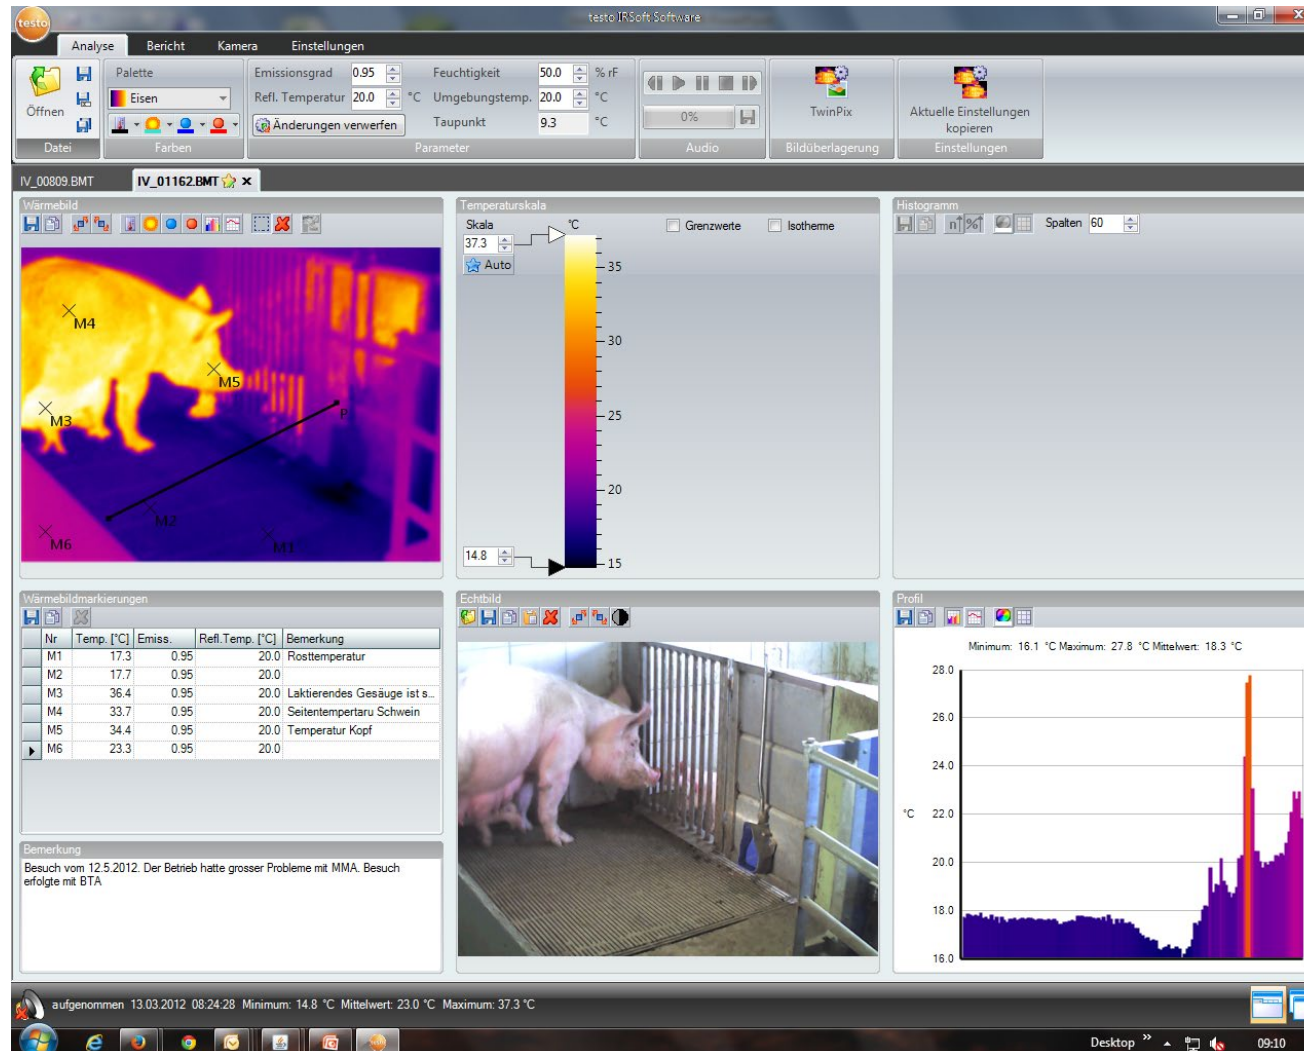 testo IRSoft Software
testo
Analyse Bericht Kamera Einstellungen
Öffnen
Datei
Palette
Eisen
Farben
Emissionsgrad 0.95 Feuchtigkeit 50.0 % rF
Refl. Temperatur 20.0 °C Umgebungstemp. 20.0 °C
Änderungen verwerfen Taupunkt 9.3 °C
Parameter
0%
Audio
TwinPix
Bildüberlagerung
Aktuelle Einstellungen
kopieren
Einstellungen
IV_00809.BMT IV_01162.BMT
Wärmebild
M4
M5
M3
P
M2
M1
M6
Temperaturskala
Skala °C Grenzwerte Isotherme
37.3
Auto
35
30
25
20
14.8
15
Histogramm
n % Spalten 60
Wärmebildmarkierungen
Nr Temp. [°C] Emiss. Refl.Temp. [°C] Bemerkung
M1 17.3 0.95 20.0 Rosttemperatur
M2 17.7 0.95 20.0
M3 36.4 0.95 20.0 Laktierendes Gesäuge ist s...
M4 33.7 0.95 20.0 Seitentempertaru Schwein
M5 34.4 0.95 20.0 Temperatur Kopf
M6 23.3 0.95 20.0
Bemerkung
Besuch vom 12.5.2012. Der Betrieb hatte grosser Probleme mit MMA. Besuch
erfolgte mit BTA
Echtbild
Profil
Minimum: 16.1 °C Maximum: 27.8 °C Mittelwert: 18.3 °C
28.0
26.0
24.0
°C 22.0
20.0
18.0
16.0
aufgenommen 13.03.2012 08:24:28 Minimum: 14.8 °C Mittelwert: 23.0 °C Maximum: 37.3 °C
Desktop 09:10